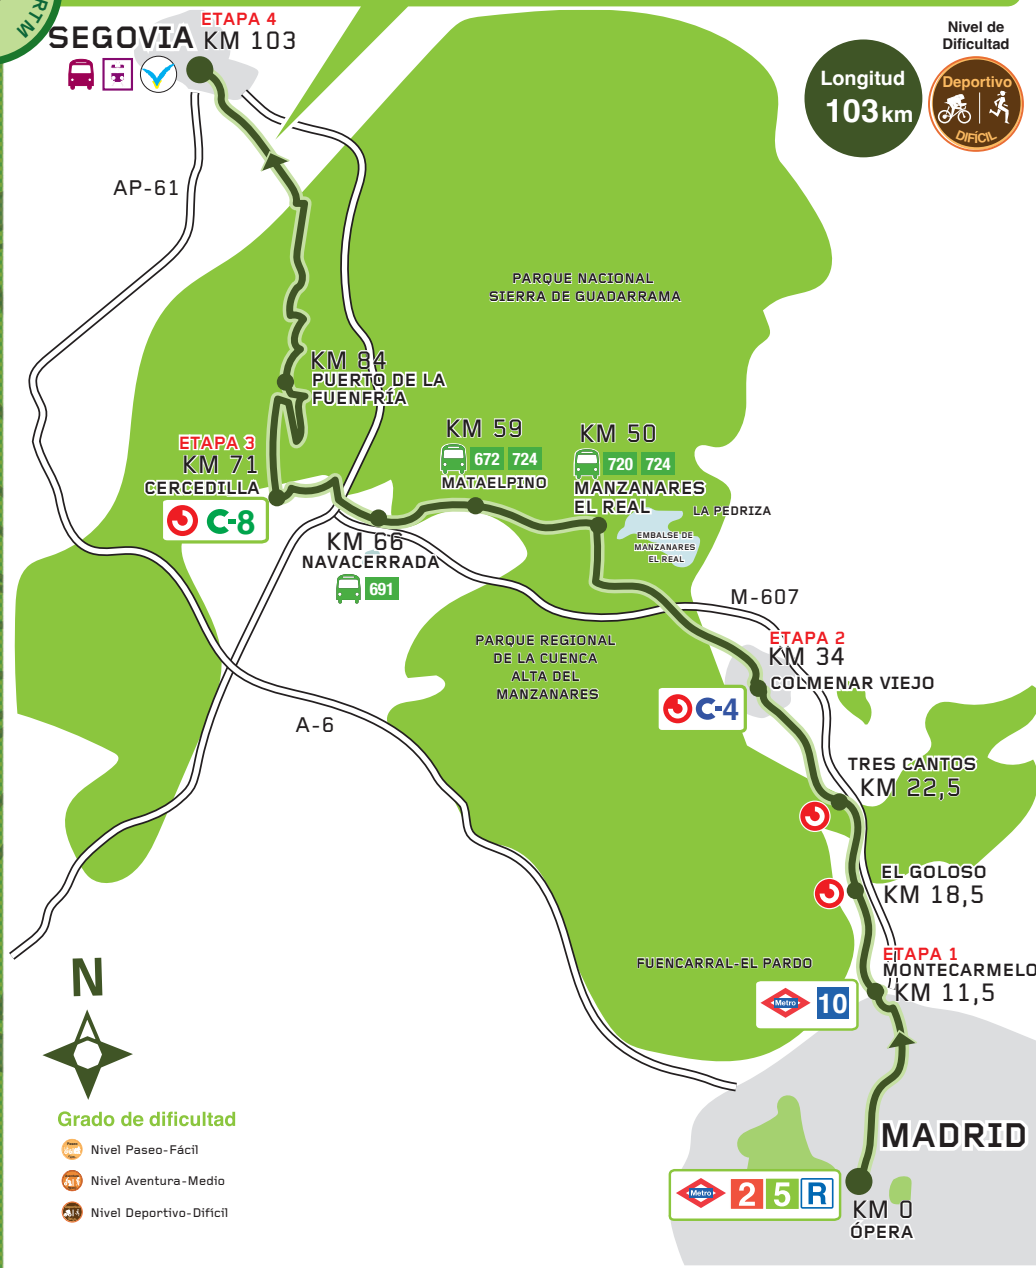 RTM
ETAPA 4
SEGOVIA KM 103
Nivel de
Dificultad
Longitud
103 km
Deportivo
DIFÍCIL
AP-61
PARQUE NACIONAL
SIERRA DE GUADARRAMA
KM 84
PUERTO DE LA
FUENFRÍA
ETAPA 3
KM 71
CERCEDILLA
C-8
KM 59
672 724
MATAELPINO
KM 50
720 724
MANZANARES
EL REAL
LA PEDRIZA
EMBALSE DE
MANZANARES
EL REAL
KM 66
NAVACERRADA
691
M-607
PARQUE REGIONAL
DE LA CUENCA
ALTA DEL
MANZANARES
ETAPA 2
KM 34
COLMENAR VIEJO
C-4
A-6
TRES CANTOS
KM 22,5
EL GOLOSO
KM 18,5
FUENCARRAL-EL PARDO
ETAPA 1
MONTECARMELO
KM 11,5
Metro 10
N
Grado de dificultad
Nivel Paseo-Fácil
Nivel Aventura-Medio
Nivel Deportivo-Difícil
MADRID
Metro 2 5 R
KM 0
ÓPERA